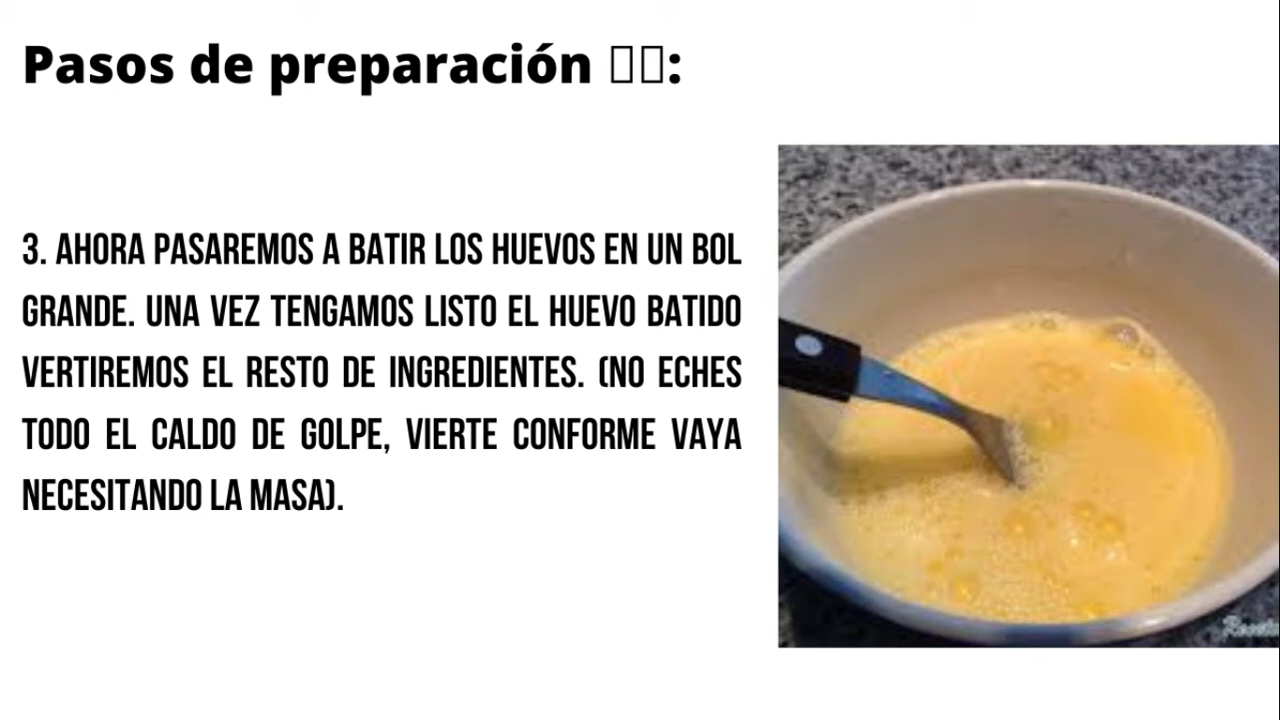 Pasos de preparación :
3. AHORA PASAREMOS A BATIR LOS HUEVOS EN UN BOL
GRANDE. UNA VEZ TENGAMOS LISTO EL HUEVO BATIDO
VERTIREMOS EL RESTO DE INGREDIENTES. (NO ECHES
TODO EL CALDO DE GOLPE, VIERTE CONFORME VAYA
NECESITANDO LA MASA).